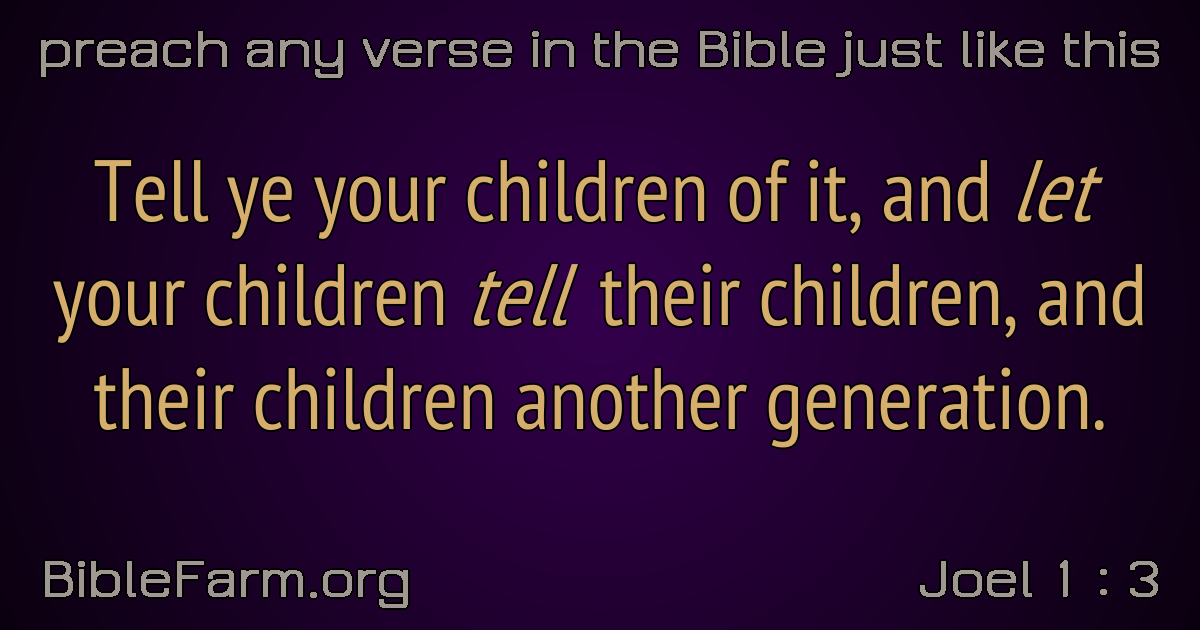 preach any verse in the Bible just like this
Tell ye your children of it, and let
your children tell their children, and
their children another generation.
BibleFarm.org
Joel 1 : 3